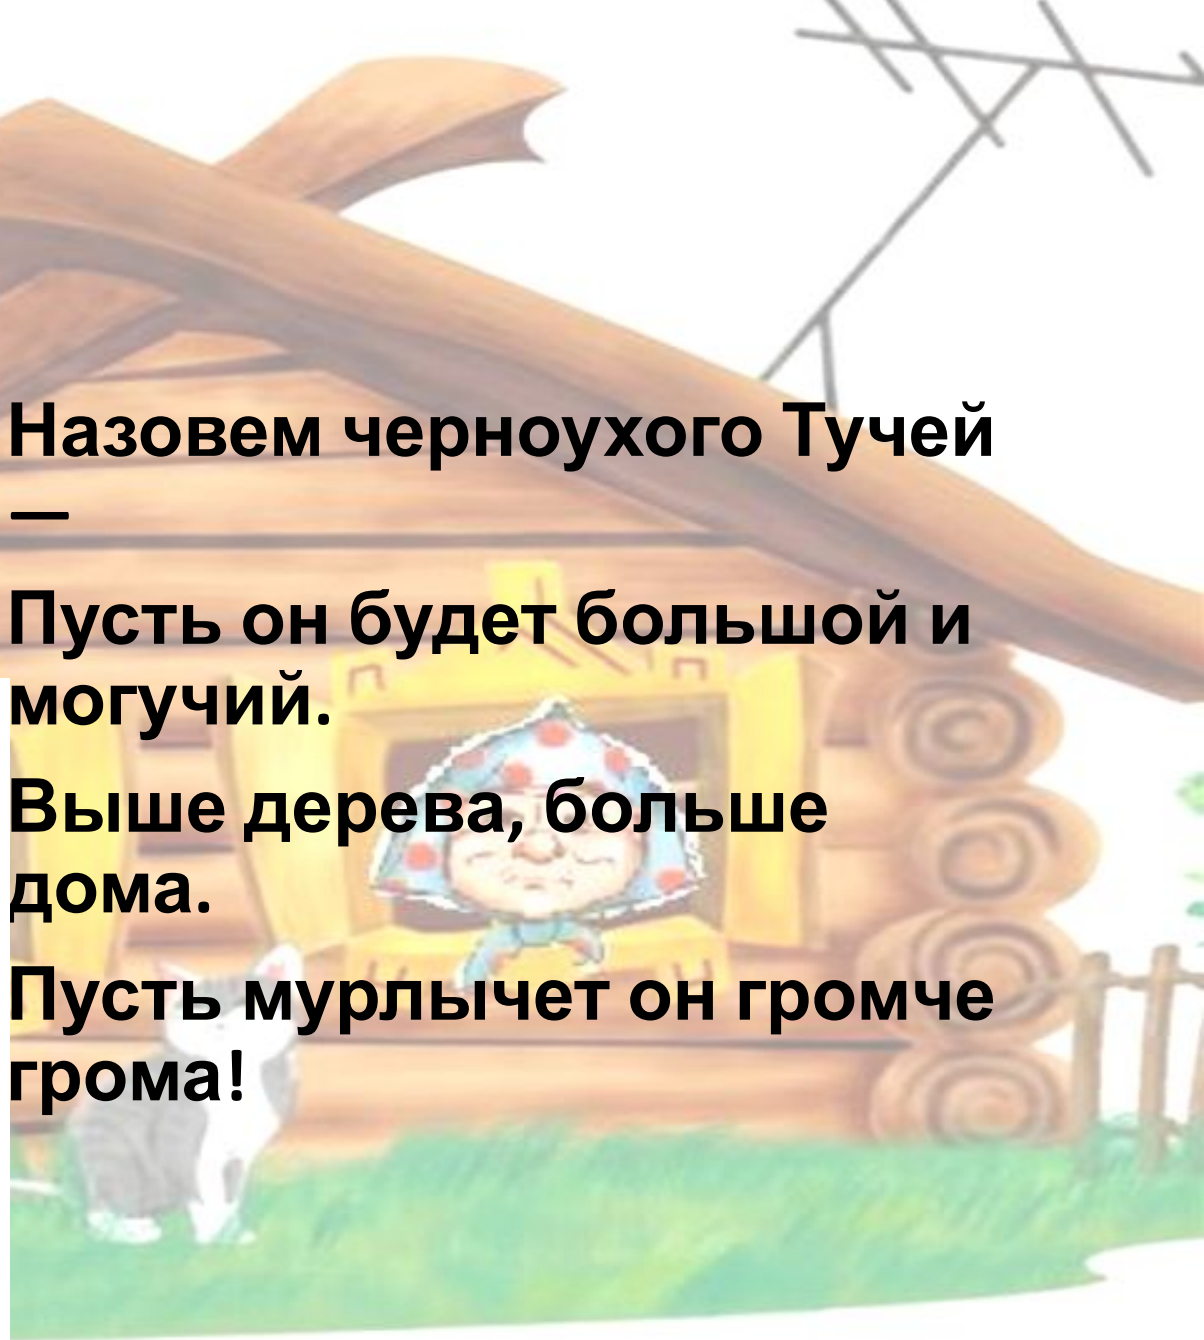 Назовем черноухого Тучей
—
Пусть он будет большой и
могучий.
Выше дерева, больше
дома.
Пусть мурлычет он громче
грома!